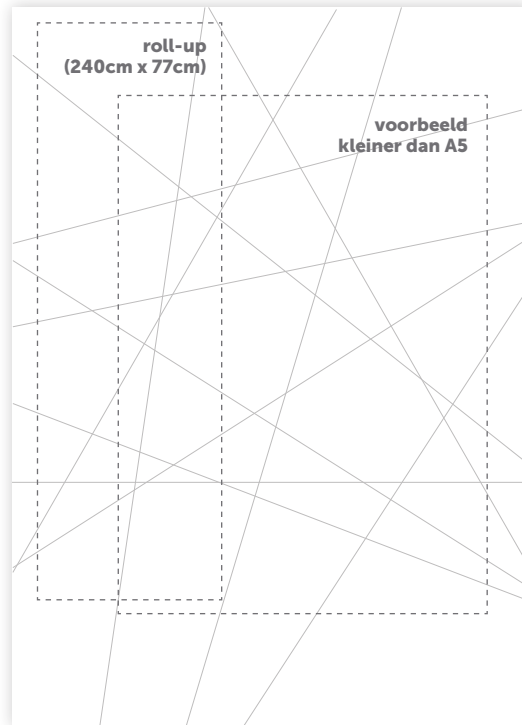 roll-up
(240cm x 77cm)
voorbeeld
kleiner dan A5